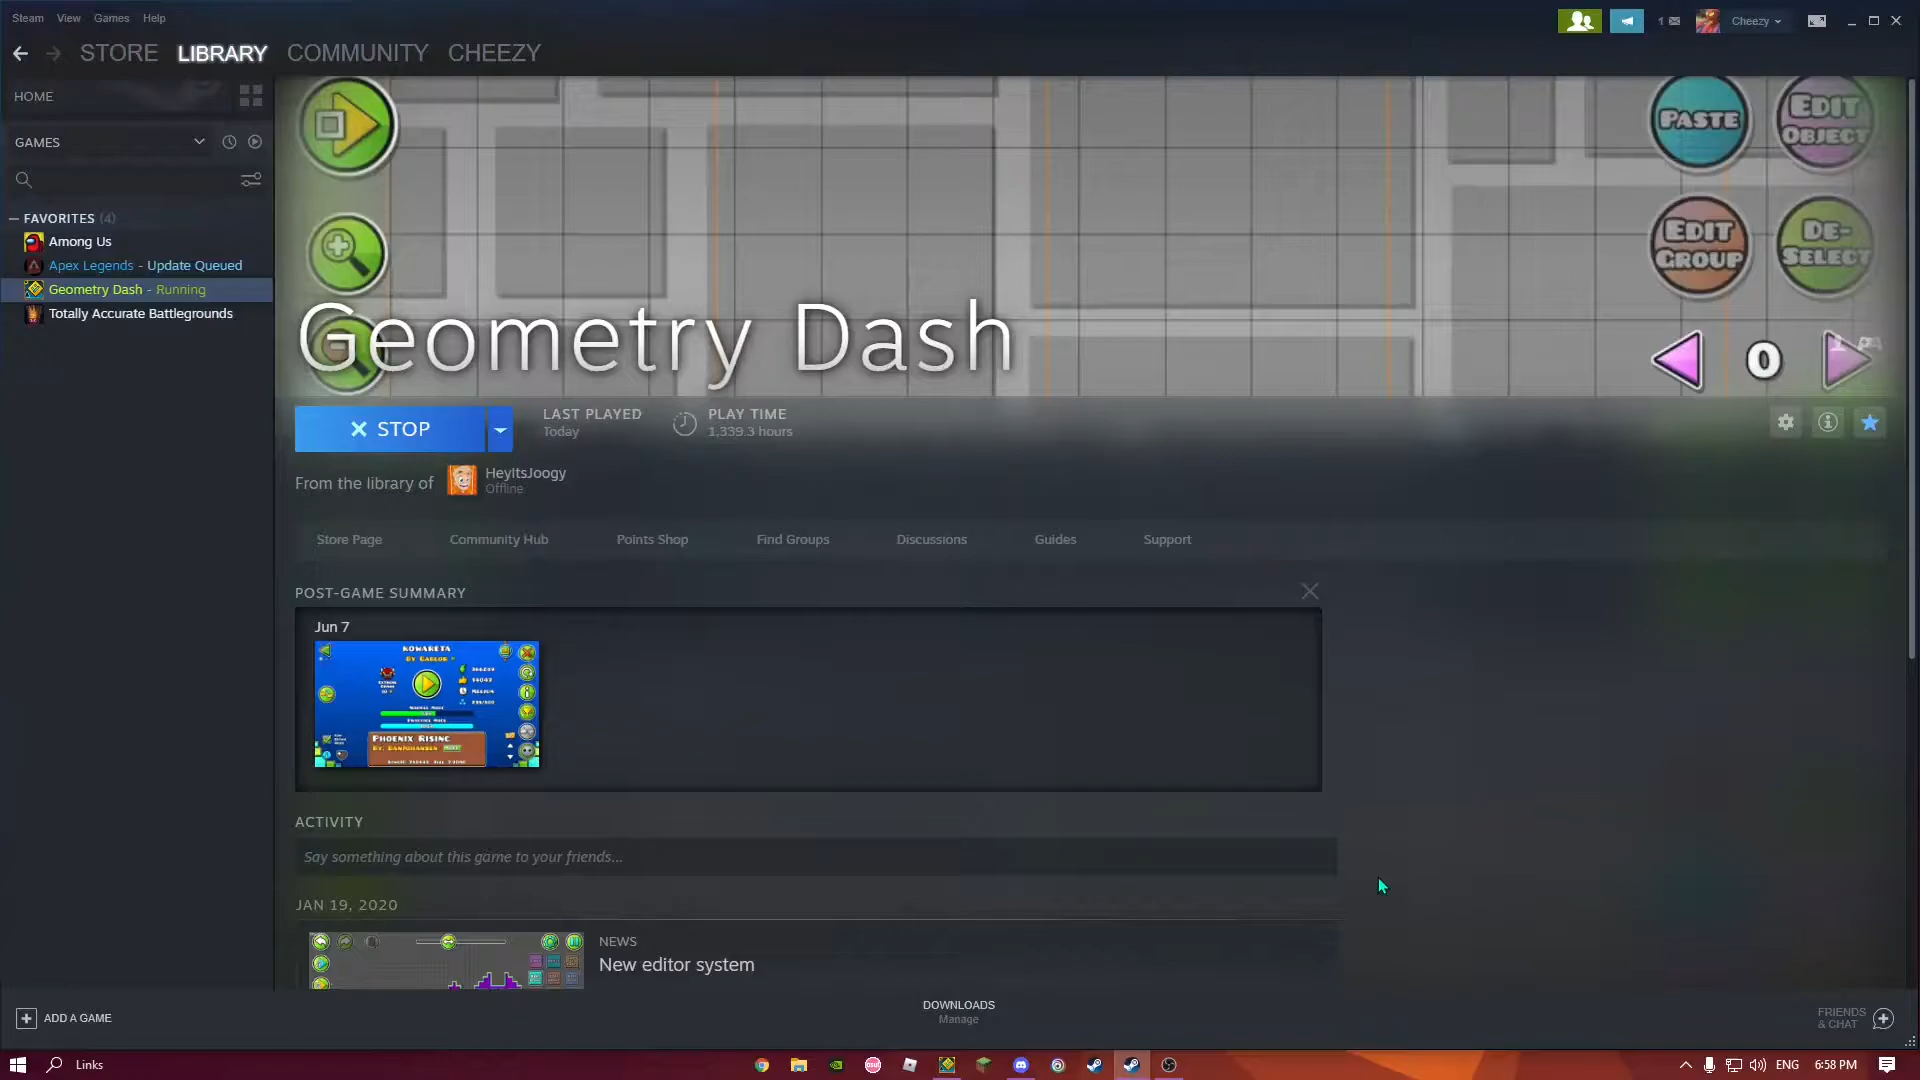 Steam View Games Help
1 Cheezy
STORE LIBRARY COMMUNITY CHEEZY
HOME
GAMES
FAVORITES (4)
Among Us
Apex Legends - Update Queued
Geometry Dash - Running
Totally Accurate Battlegrounds
PASTE
EDIT OBJECT
EDIT GROUP
DE-SELECT
0
Geometry Dash
STOP
LAST PLAYED
Today
PLAY TIME
1,339.3 hours
From the library of
HeyItsJoogy
Offline
Store Page Community Hub Points Shop Find Groups Discussions Guides Support
POST-GAME SUMMARY
Jun 7
KOWARETA
PHOENIX RISING
ACTIVITY
Say something about this game to your friends...
JAN 19, 2020
NEWS
New editor system
ADD A GAME
DOWNLOADS
Manage
FRIENDS
& CHAT
Links
ENG 6:58 PM